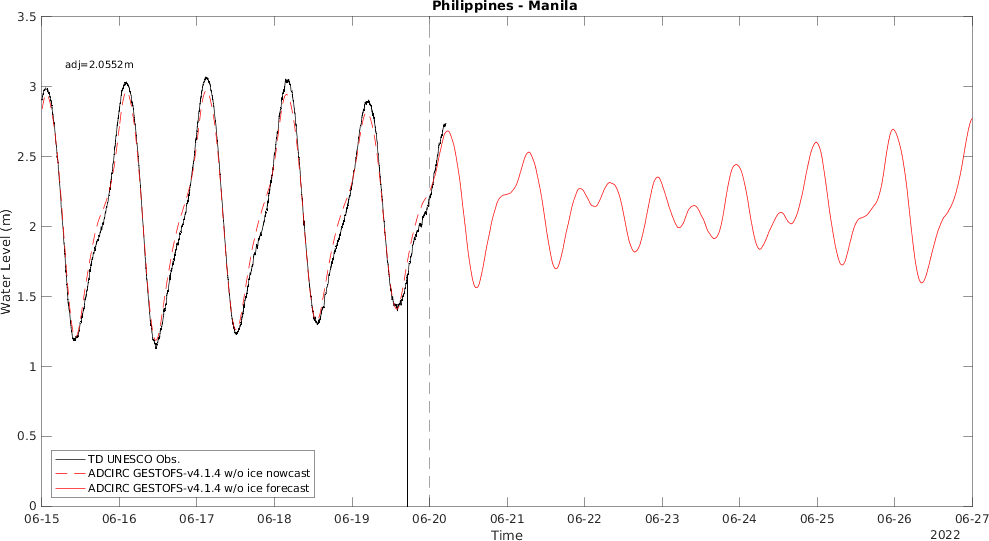 Philippines - Manila
3.5
adj=2.0552m
3
2.5
2
1.5
1
0.5
0
Water Level (m)
TD UNESCO Obs.
ADCIRC GESTOFS-v4.1.4 w/o ice nowcast
ADCIRC GESTOFS-v4.1.4 w/o ice forecast
06-15 06-16 06-17 06-18 06-19 06-20 06-21 06-22 06-23 06-24 06-25 06-26 06-27
Time
2022